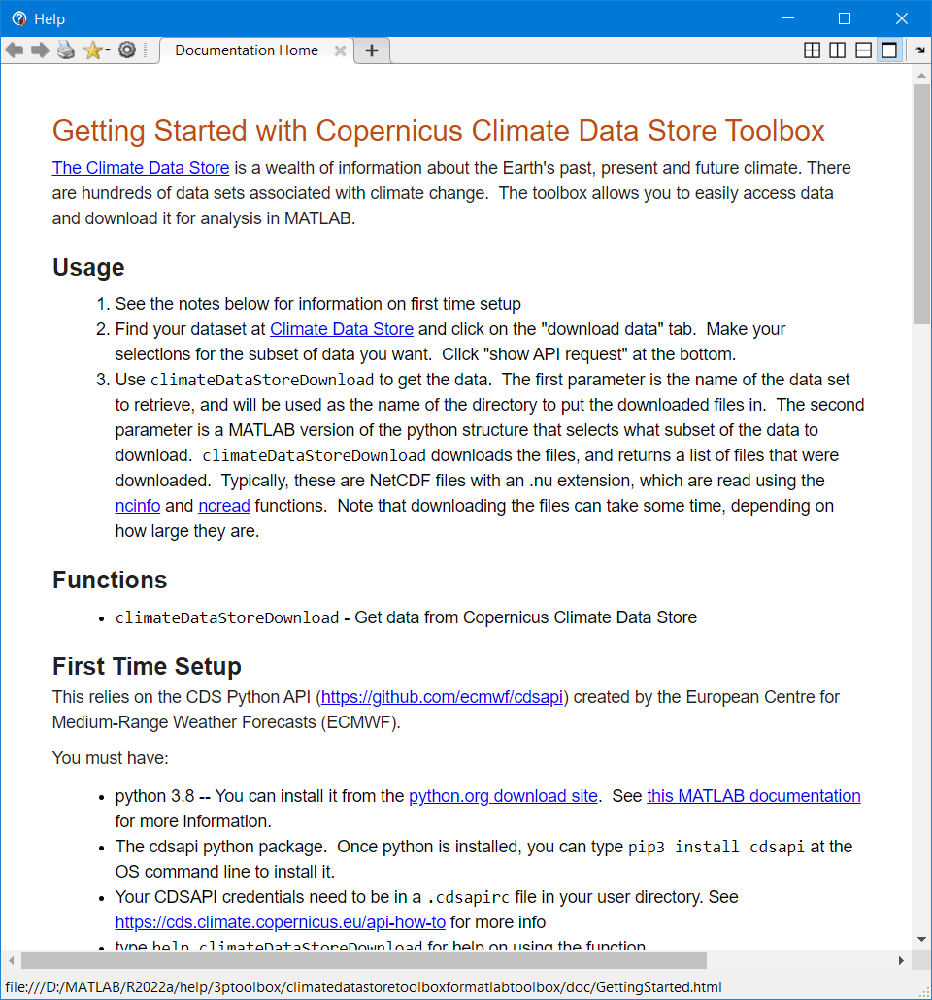 Help
Documentation Home
Getting Started with Copernicus Climate Data Store Toolbox
The Climate Data Store is a wealth of information about the Earth's past, present and future climate. There
are hundreds of data sets associated with climate change.  The toolbox allows you to easily access data
and download it for analysis in MATLAB.
Usage
1. See the notes below for information on first time setup
2. Find your dataset at Climate Data Store and click on the "download data" tab.  Make your
selections for the subset of data you want.  Click "show API request" at the bottom.
3. Use climateDataStoreDownload to get the data.  The first parameter is the name of the data set
to retrieve, and will be used as the name of the directory to put the downloaded files in.  The second
parameter is a MATLAB version of the python structure that selects what subset of the data to
download.  climateDataStoreDownload downloads the files, and returns a list of files that were
downloaded.  Typically, these are NetCDF files with an .nu extension, which are read using the
ncinfo and ncread functions.  Note that downloading the files can take some time, depending on
how large they are.
Functions
• climateDataStoreDownload - Get data from Copernicus Climate Data Store
First Time Setup
This relies on the CDS Python API (https://github.com/ecmwf/cdsapi) created by the European Centre for
Medium-Range Weather Forecasts (ECMWF).
You must have:
• python 3.8 -- You can install it from the python.org download site.  See this MATLAB documentation
for more information.
• The cdsapi python package.  Once python is installed, you can type pip3 install cdsapi at the
OS command line to install it.
• Your CDSAPI credentials need to be in a .cdsapirc file in your user directory. See
https://cds.climate.copernicus.eu/api-how-to for more info
• type help climateDataStoreDownload for help on using the function
file:///D:/MATLAB/R2022a/help/3ptoolbox/climatedatastoretoolboxformatlabtoolbox/doc/GettingStarted.html